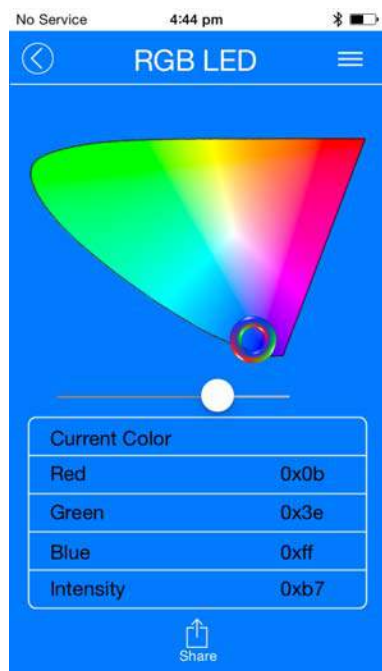 No Service 4:44 pm
RGB LED
Current Color
Red 0x0b
Green 0x3e
Blue 0xff
Intensity 0xb7
Share